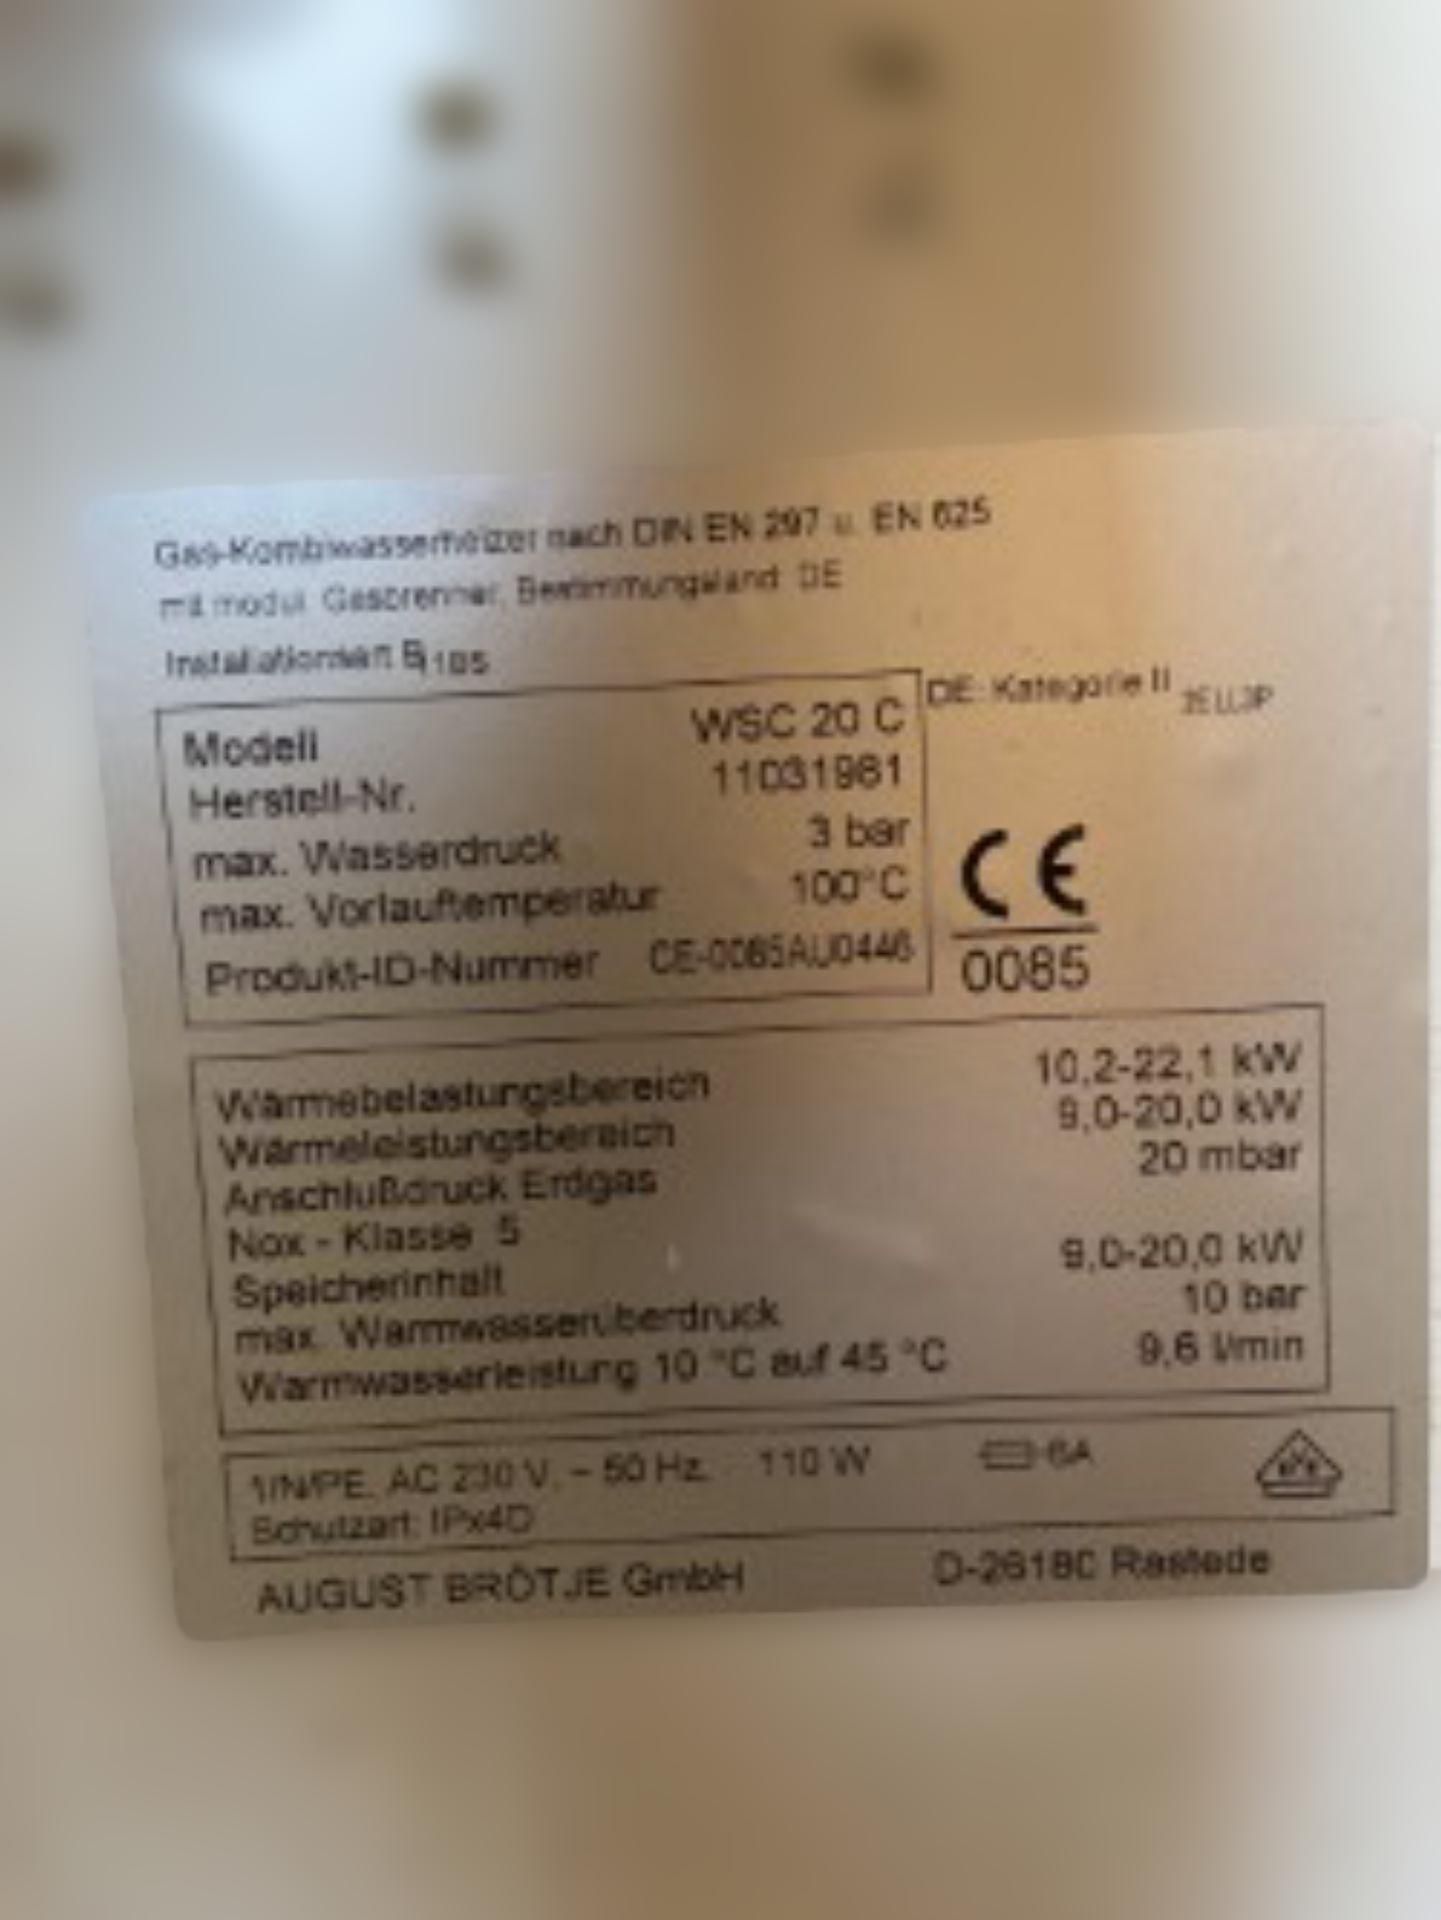 Gas-Kombiwasserheizer nach DIN EN 297 u. EN 625
mit modul. Gasbrenner, Bestimmungsland: DE
Installationsart B11BS
DE: Kategorie II 2ELL3P
Modell WSC 20 C
Herstell-Nr. 11031981
max. Wasserdruck 3 bar
max. Vorlauftemperatur 100°C
Produkt-ID-Nummer CE-0085AU0446
CE
0085
Wärmebelastungsbereich 10,2-22,1 kW
Wärmeleistungsbereich 9,0-20,0 kW
Anschlußdruck Erdgas 20 mbar
Nox - Klasse 5
Speicherinhalt 9,0-20,0 kW
max. Warmwasserüberdruck 10 bar
Warmwasserleistung 10 °C auf 45 °C 9,6 l/min
1/N/PE, AC 230 V, ~ 50 Hz, 110 W 6A
Schutzart: IPx4D
AUGUST BRÖTJE GmbH D-26180 Rastede